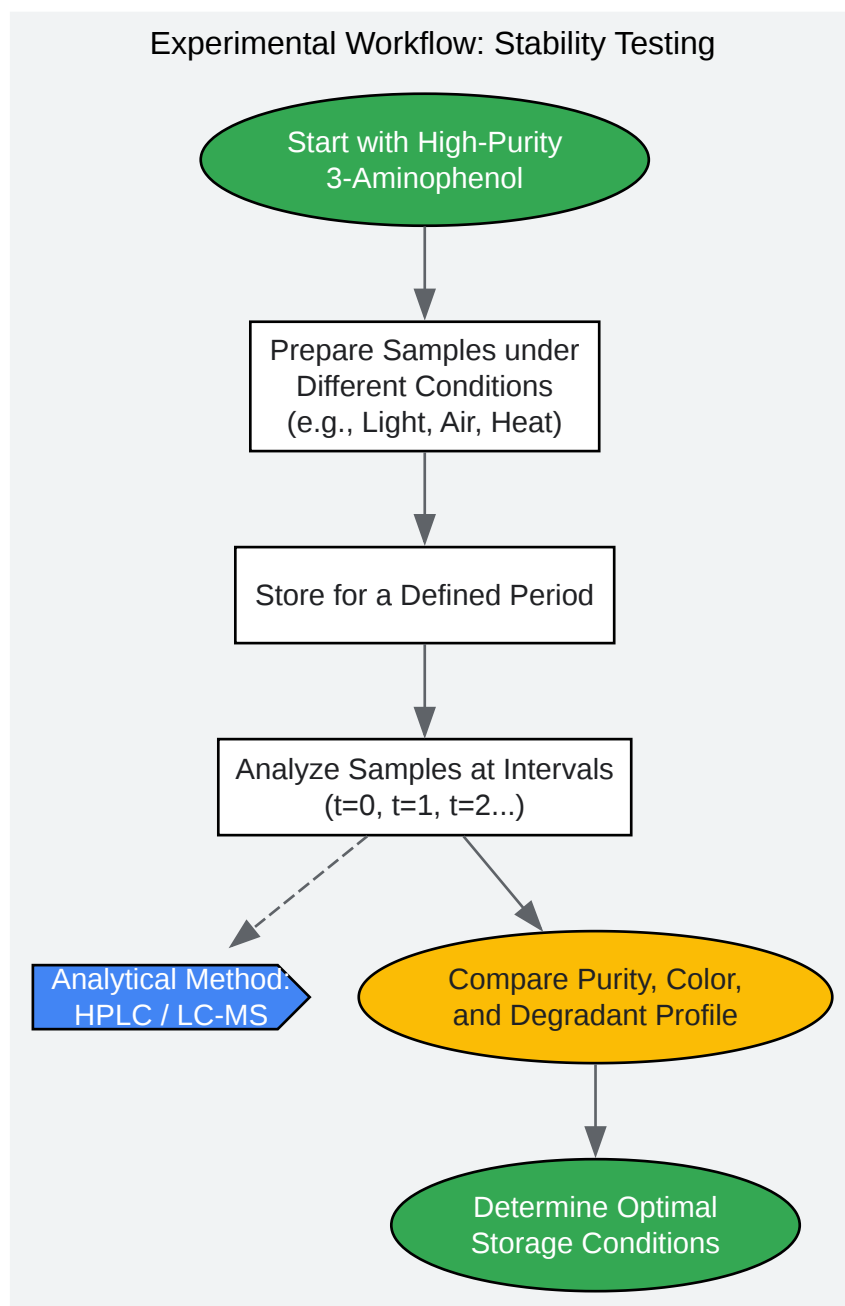 Experimental Workflow: Stability Testing
Start with High-Purity
3-Aminophenol
Prepare Samples under
Different Conditions
(e.g., Light, Air, Heat)
Store for a Defined Period
Analyze Samples at Intervals
(t=0, t=1, t=2...)
Analytical Method:
HPLC / LC-MS
Compare Purity, Color,
and Degradant Profile
Determine Optimal
Storage Conditions